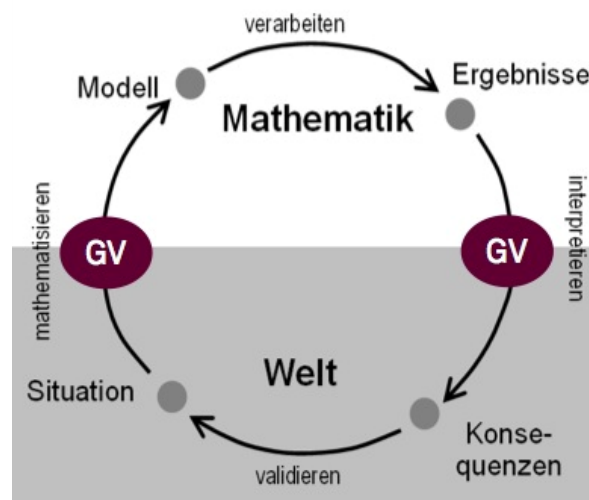 verarbeiten
Modell
Ergebnisse
Mathematik
mathematisieren
GV
GV
interpretieren
Welt
Situation
Konse-
quenzen
validieren